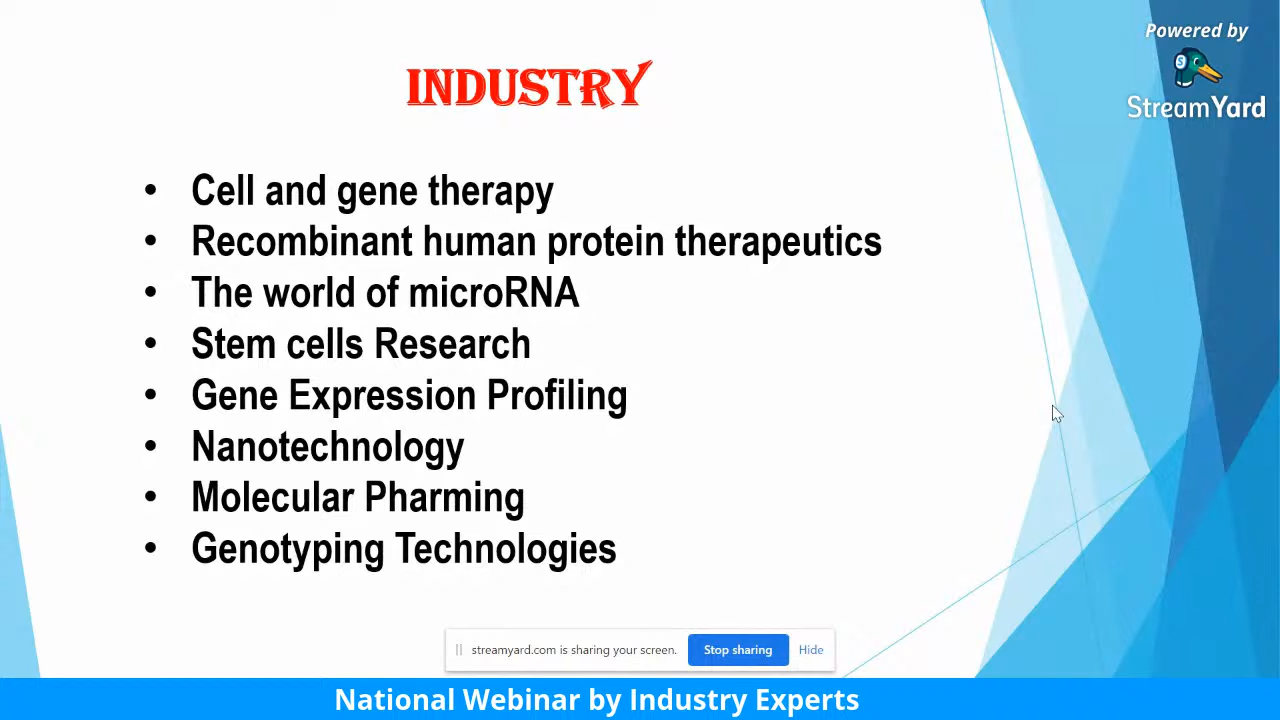 Powered by
StreamYard
INDUSTRY
• Cell and gene therapy
• Recombinant human protein therapeutics
• The world of microRNA
• Stem cells Research
• Gene Expression Profiling
• Nanotechnology
• Molecular Pharming
• Genotyping Technologies
streamyard.com is sharing your screen. Stop sharing Hide
National Webinar by Industry Experts